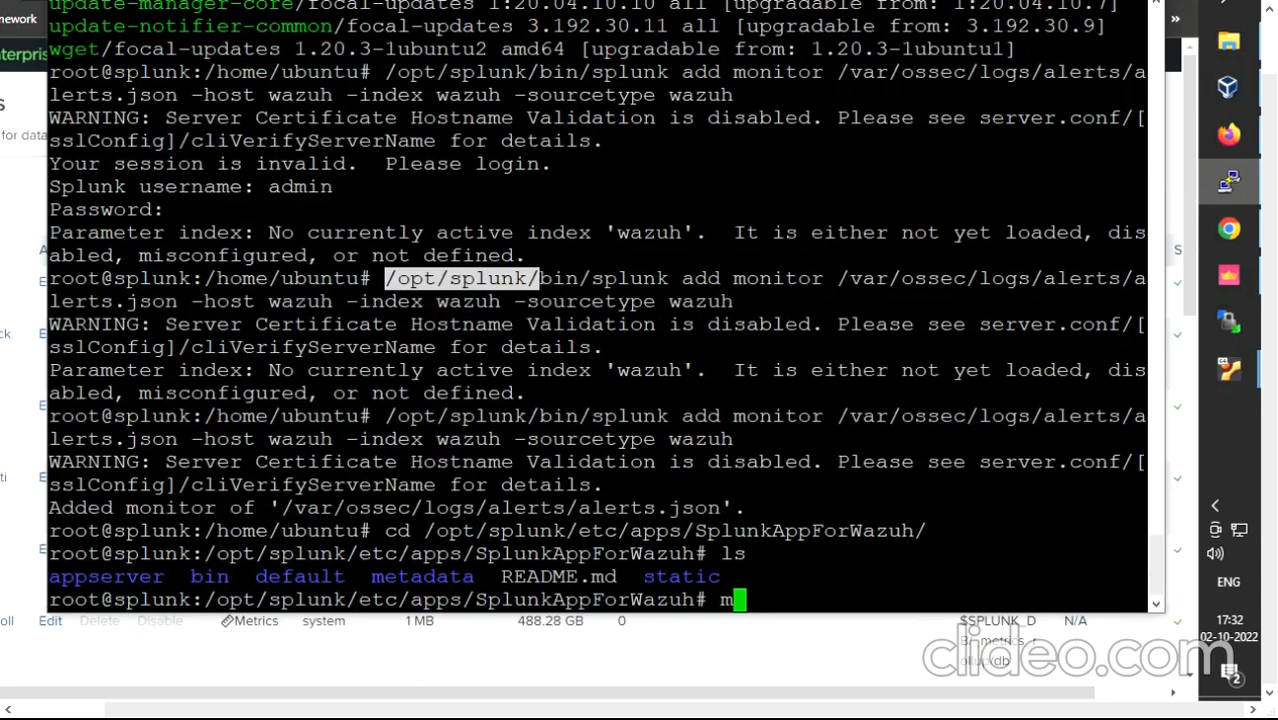 mework
enterpris
s
for data
update-manager-core/focal-updates 1:20.04.10.10 all [upgradable from: 1:20.04.10.7]
update-notifier-common/focal-updates 3.192.30.11 all [upgradable from: 3.192.30.9]
wget/focal-updates 1.20.3-1ubuntu2 amd64 [upgradable from: 1.20.3-1ubuntu1]
root@splunk:/home/ubuntu# /opt/splunk/bin/splunk add monitor /var/ossec/logs/alerts/a
lerts.json -host wazuh -index wazuh -sourcetype wazuh
WARNING: Server Certificate Hostname Validation is disabled. Please see server.conf/[
sslConfig]/cliVerifyServerName for details.
Your session is invalid.  Please login.
Splunk username: admin
Password:
Parameter index: No currently active index 'wazuh'.  It is either not yet loaded, dis
abled, misconfigured, or not defined.
root@splunk:/home/ubuntu# /opt/splunk/bin/splunk add monitor /var/ossec/logs/alerts/a
lerts.json -host wazuh -index wazuh -sourcetype wazuh
WARNING: Server Certificate Hostname Validation is disabled. Please see server.conf/[
sslConfig]/cliVerifyServerName for details.
Parameter index: No currently active index 'wazuh'.  It is either not yet loaded, dis
abled, misconfigured, or not defined.
root@splunk:/home/ubuntu# /opt/splunk/bin/splunk add monitor /var/ossec/logs/alerts/a
lerts.json -host wazuh -index wazuh -sourcetype wazuh
WARNING: Server Certificate Hostname Validation is disabled. Please see server.conf/[
sslConfig]/cliVerifyServerName for details.
Added monitor of '/var/ossec/logs/alerts/alerts.json'.
root@splunk:/home/ubuntu# cd /opt/splunk/etc/apps/SplunkAppForWazuh/
root@splunk:/opt/splunk/etc/apps/SplunkAppForWazuh# ls
appserver  bin  default  metadata  README.md  static
root@splunk:/opt/splunk/etc/apps/SplunkAppForWazuh# m
oll Edit Delete Disable Metrics system 1 MB 488.28 GB 0 $SPLUNK_D N/A
ollup/db
ENG
17:32
02-10-2022
2
clideo.com